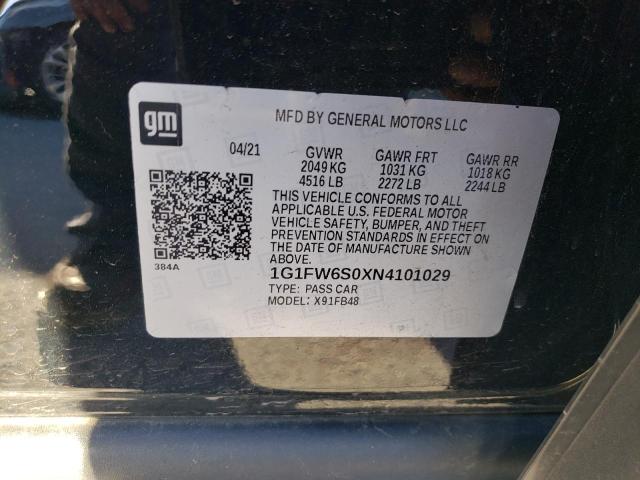 gm
MFD BY GENERAL MOTORS LLC
04/21 GVWR GAWR FRT GAWR RR
2049 KG 1031 KG 1018 KG
4516 LB 2272 LB 2244 LB
THIS VEHICLE CONFORMS TO ALL
APPLICABLE U.S. FEDERAL MOTOR
VEHICLE SAFETY, BUMPER, AND THEFT
PREVENTION STANDARDS IN EFFECT ON
THE DATE OF MANUFACTURE SHOWN
ABOVE.
384A
1G1FW6S0XN4101029
TYPE: PASS CAR
MODEL: X91FB48